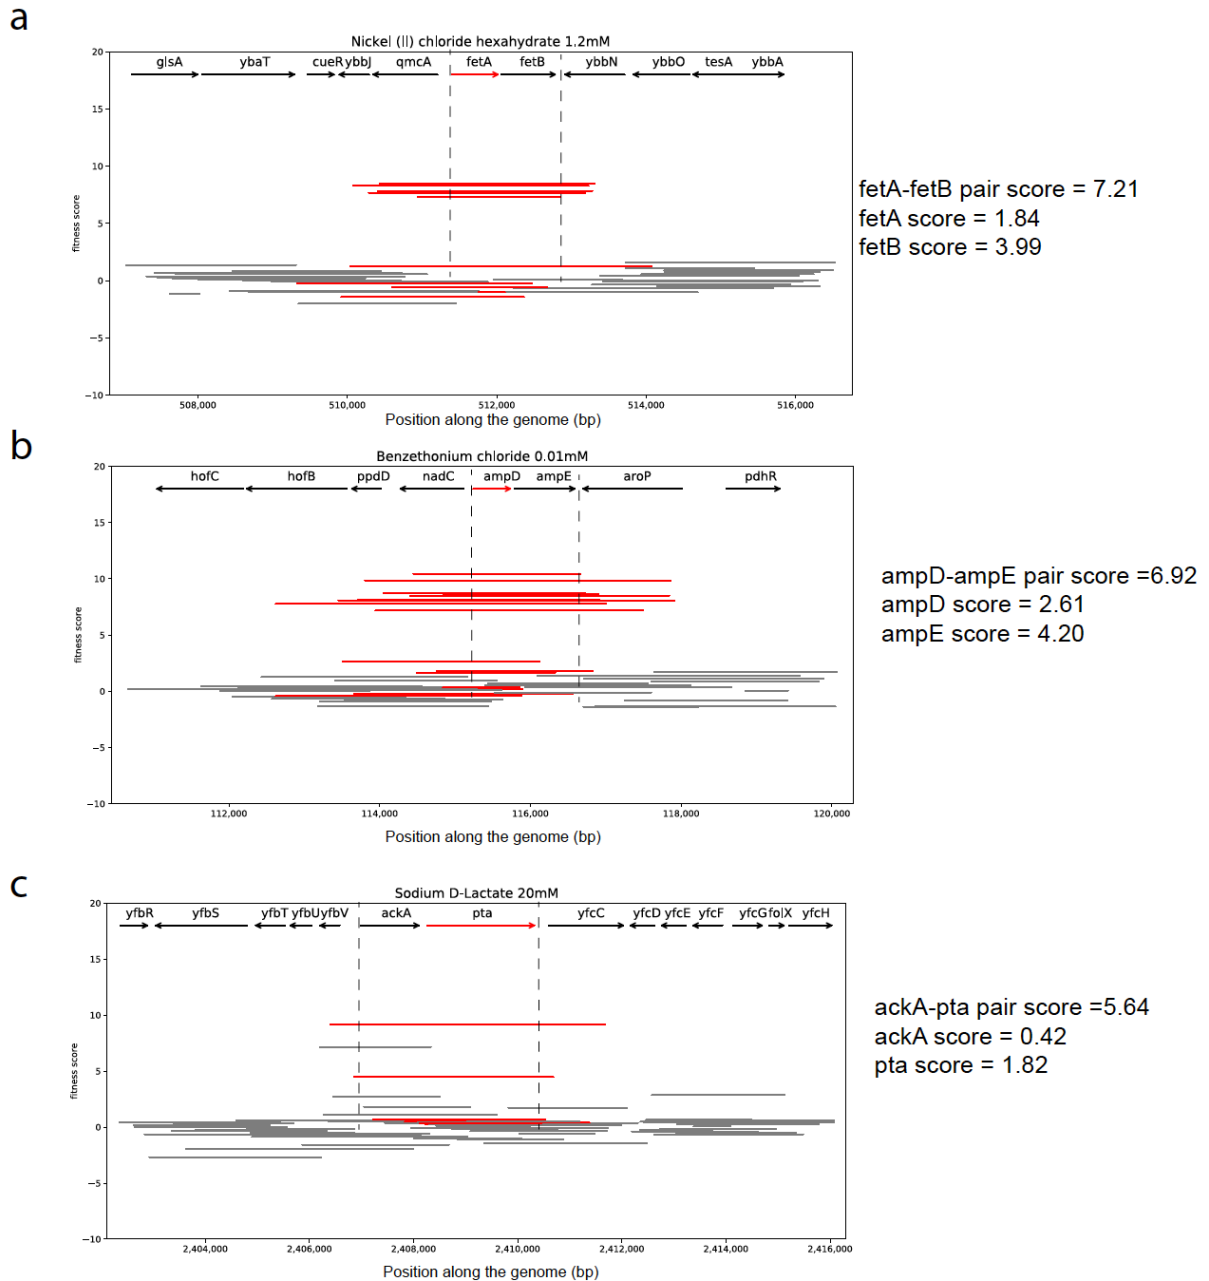 a
Nickel (II) chloride hexahydrate 1.2mM
glsA ybaT cueR ybbJ qmcA fetA fetB ybbN ybbO tesA ybbA
20
15
10
5
0
−5
−10
fitness score
508,000 510,000 512,000 514,000 516,000
Position along the genome (bp)
fetA-fetB pair score = 7.21
fetA score = 1.84
fetB score = 3.99
b
Benzethonium chloride 0.01mM
hofC hofB ppdD nadC ampD ampE aroP pdhR
20
15
10
5
0
−5
−10
fitness score
112,000 114,000 116,000 118,000 120,000
Position along the genome (bp)
ampD-ampE pair score =6.92
ampD score = 2.61
ampE score = 4.20
c
Sodium D-Lactate 20mM
yfbR yfbS yfbT yfbU yfbV ackA pta yfcC yfcD yfcE yfcF yfcG folX yfcH
20
15
10
5
0
−5
−10
fitness score
2,404,000 2,406,000 2,408,000 2,410,000 2,412,000 2,414,000 2,416,000
Position along the genome (bp)
ackA-pta pair score =5.64
ackA score = 0.42
pta score = 1.82